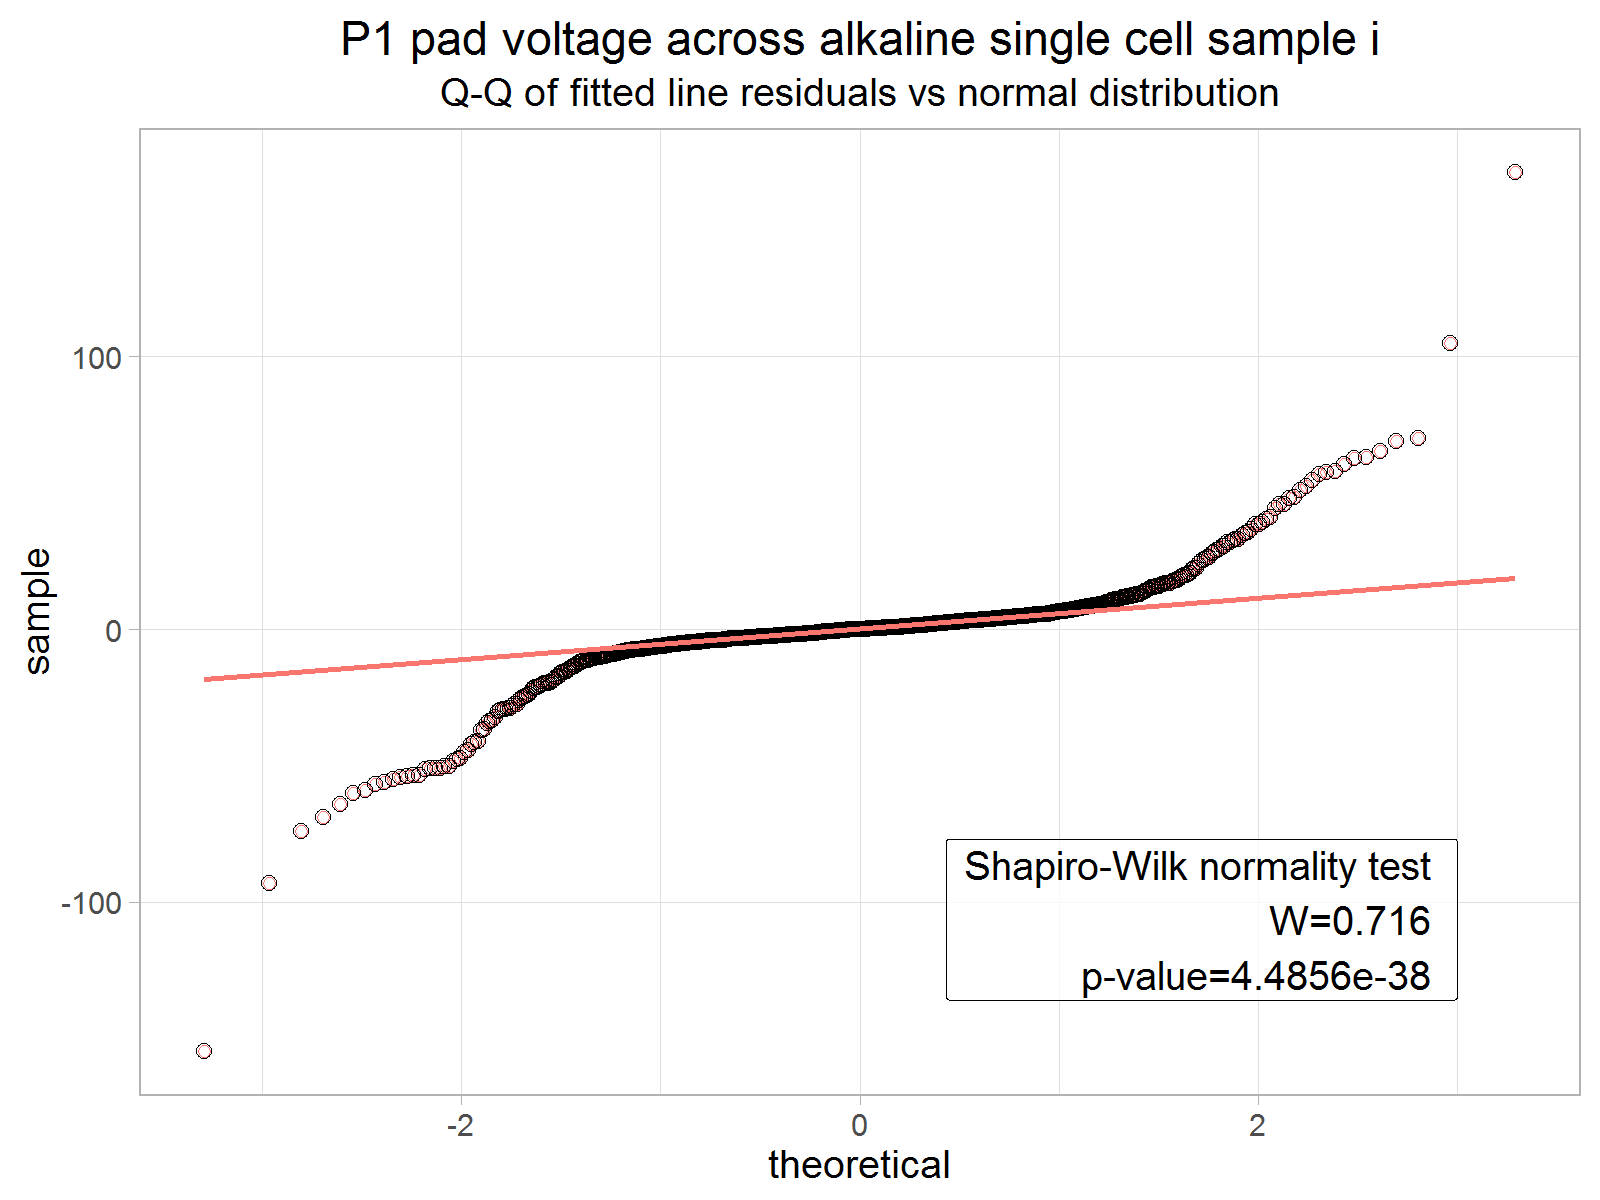 P1 pad voltage across alkaline single cell sample i
Q-Q of fitted line residuals vs normal distribution
sample
100
0
-100
Shapiro-Wilk normality test
W=0.716
p-value=4.4856e-38
-2
0
2
theoretical